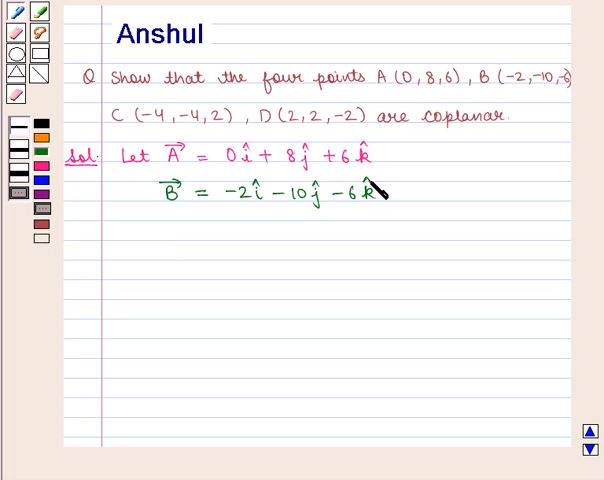 Anshul
Q Show that the four points A (0, 8, 6), B (-2, -10, -6)
C (-4, -4, 2), D (2, 2, -2) are coplanar.
Sol. Let A⃗ = 0î + 8ĵ + 6k̂
B⃗ = -2î - 10ĵ - 6k̂